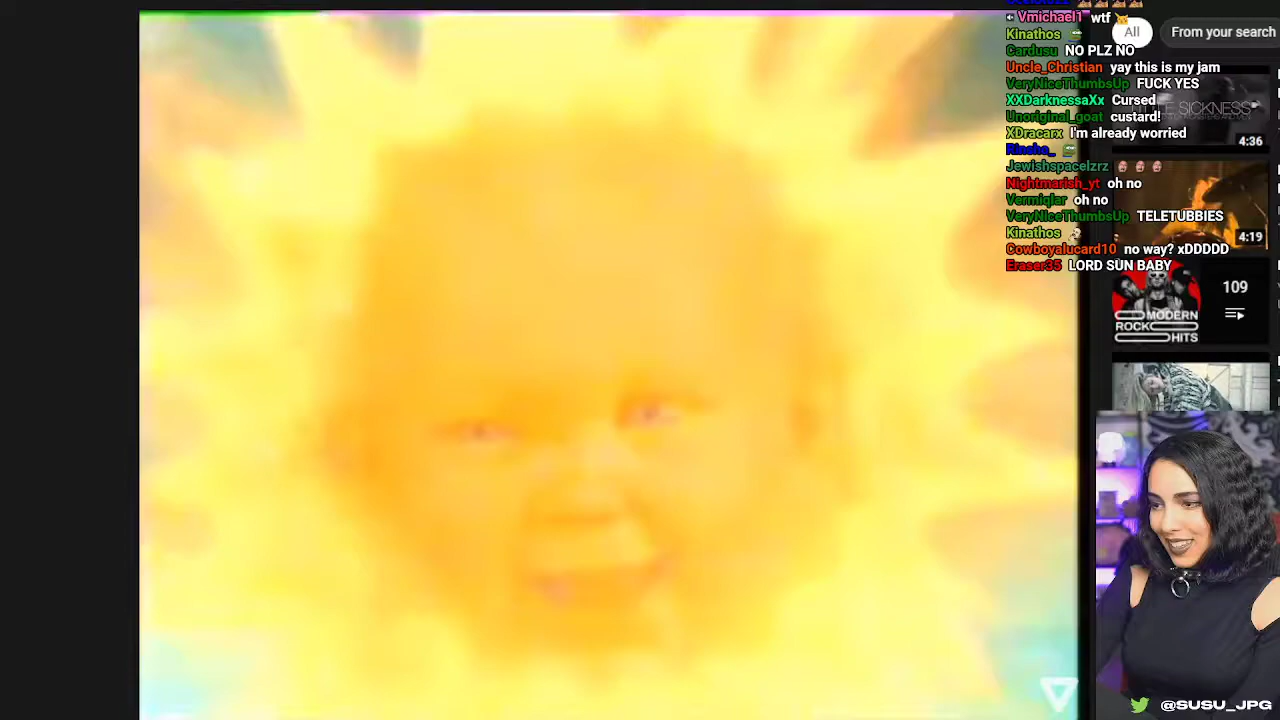 Vmichael1 wtf
Kinathos
Cardusu NO PLZ NO
Uncle_Christian yay this is my jam
VeryNiceThumbsUp FUCK YES
XXDarknessaXx Cursed
Unoriginal_goat custard!
XDracarx I'm already worried
Rinsho_
Jewishspacelzrz
Nightmarish_yt oh no
Vermiqlar oh no
VeryNiceThumbsUp TELETUBBIES
Kinathos
Cowboyalucard10 no way? xDDDDD
Eraser35 LORD SUN BABY
All
From your search
SICKNESS
4:36
4:19
109
MODERN
ROCK
HITS
@SUSU_JPG